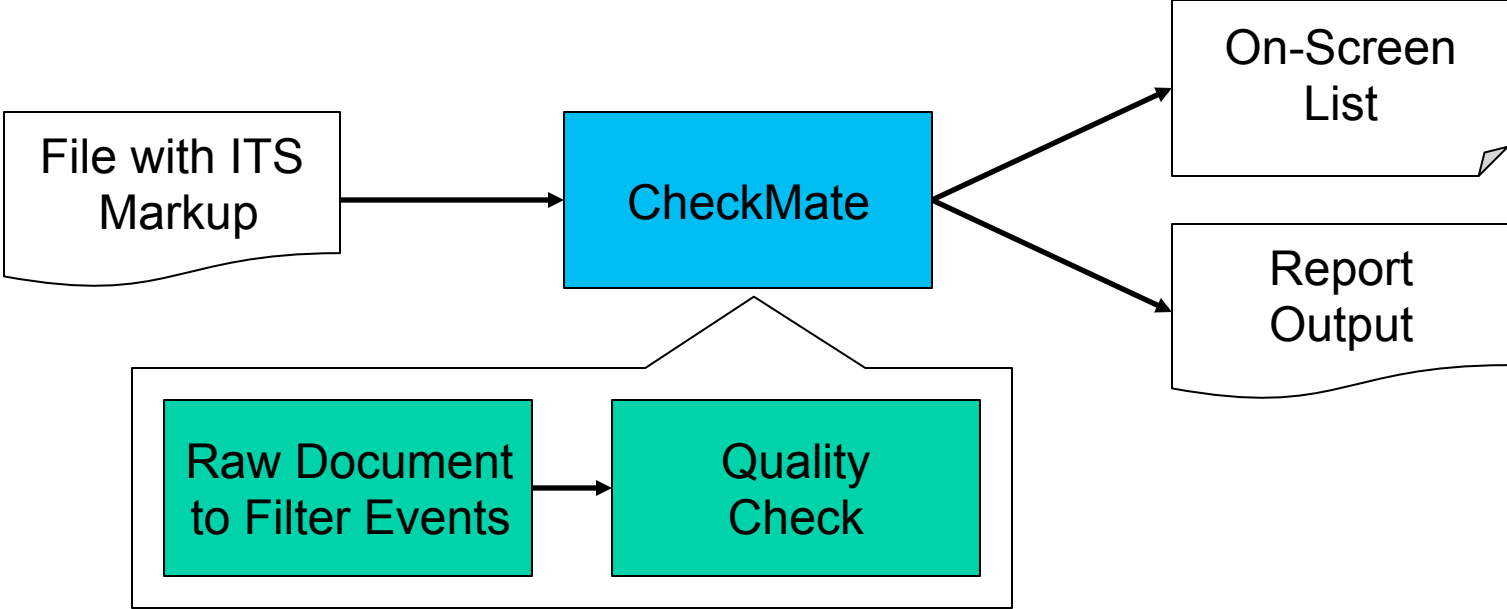 File with ITS
Markup
CheckMate
On-Screen
List
Report
Output
Raw Document
to Filter Events
Quality
Check